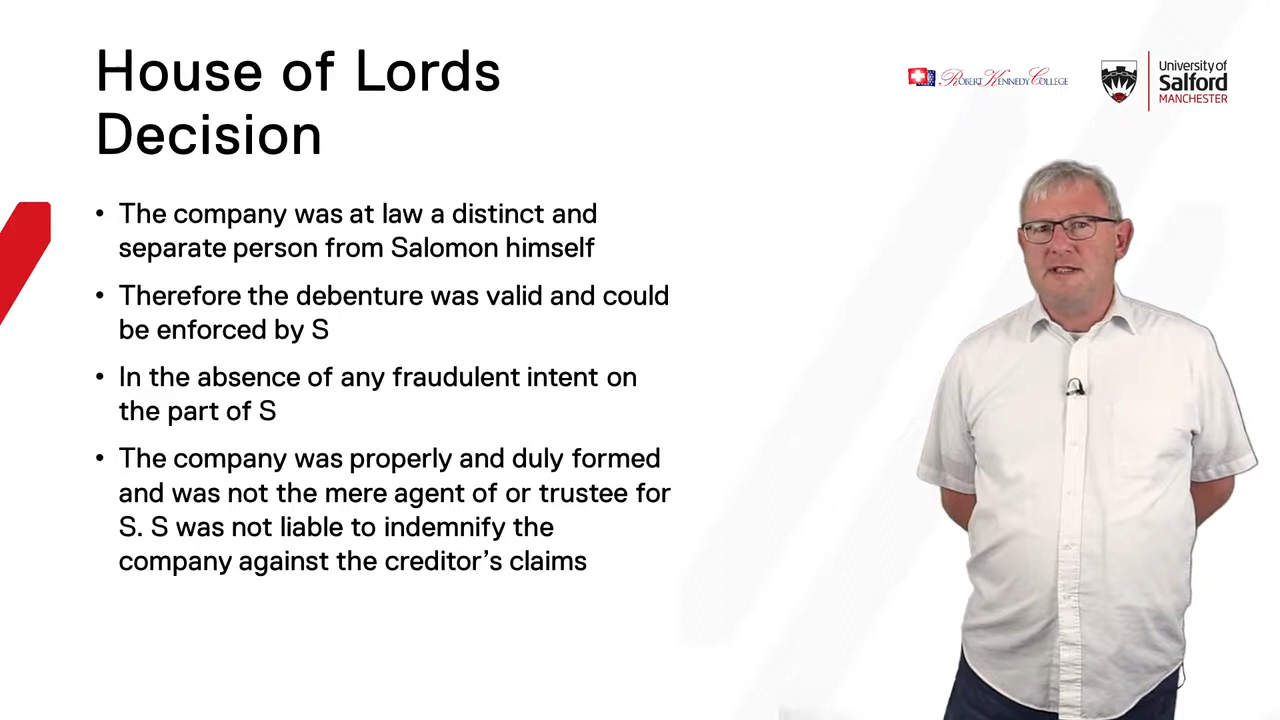 House of Lords
Decision
ROBERT KENNEDY COLLEGE
University of
Salford
MANCHESTER
• The company was at law a distinct and
separate person from Salomon himself
• Therefore the debenture was valid and could
be enforced by S
• In the absence of any fraudulent intent on
the part of S
• The company was properly and duly formed
and was not the mere agent of or trustee for
S. S was not liable to indemnify the
company against the creditor’s claims